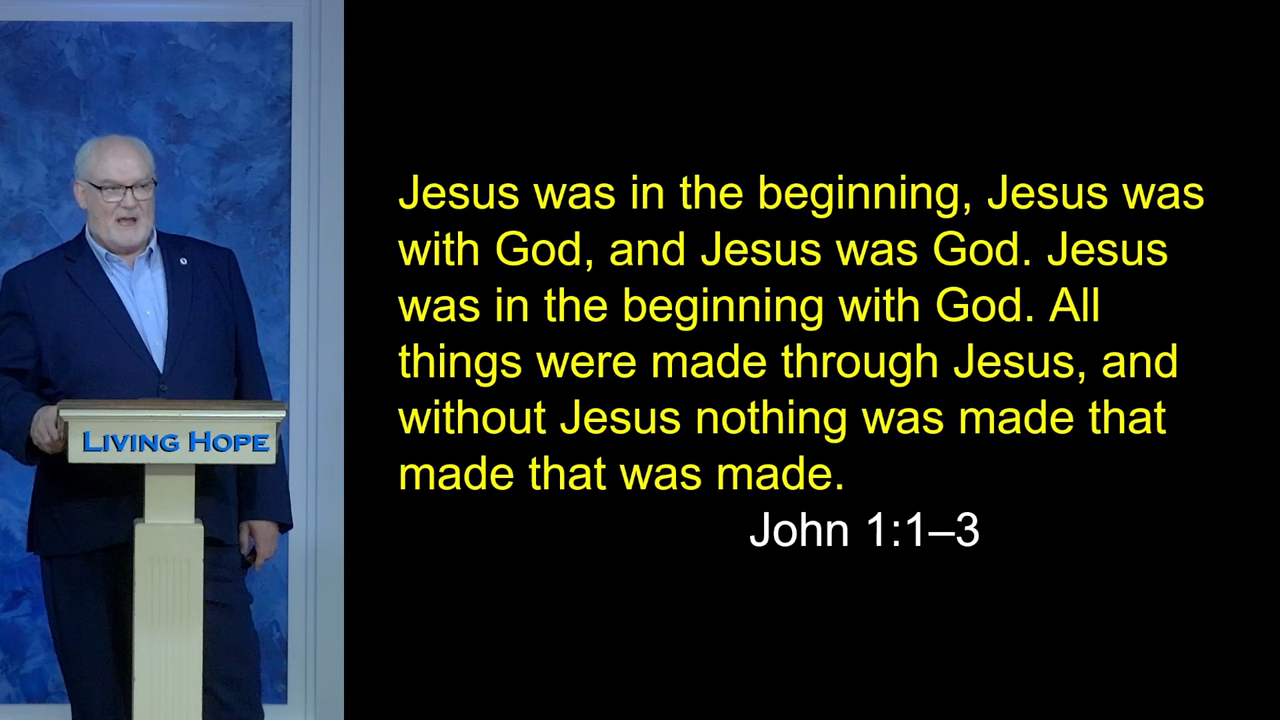 LIVING HOPE
Jesus was in the beginning, Jesus was
with God, and Jesus was God. Jesus
was in the beginning with God. All
things were made through Jesus, and
without Jesus nothing was made that
made that was made.
John 1:1–3